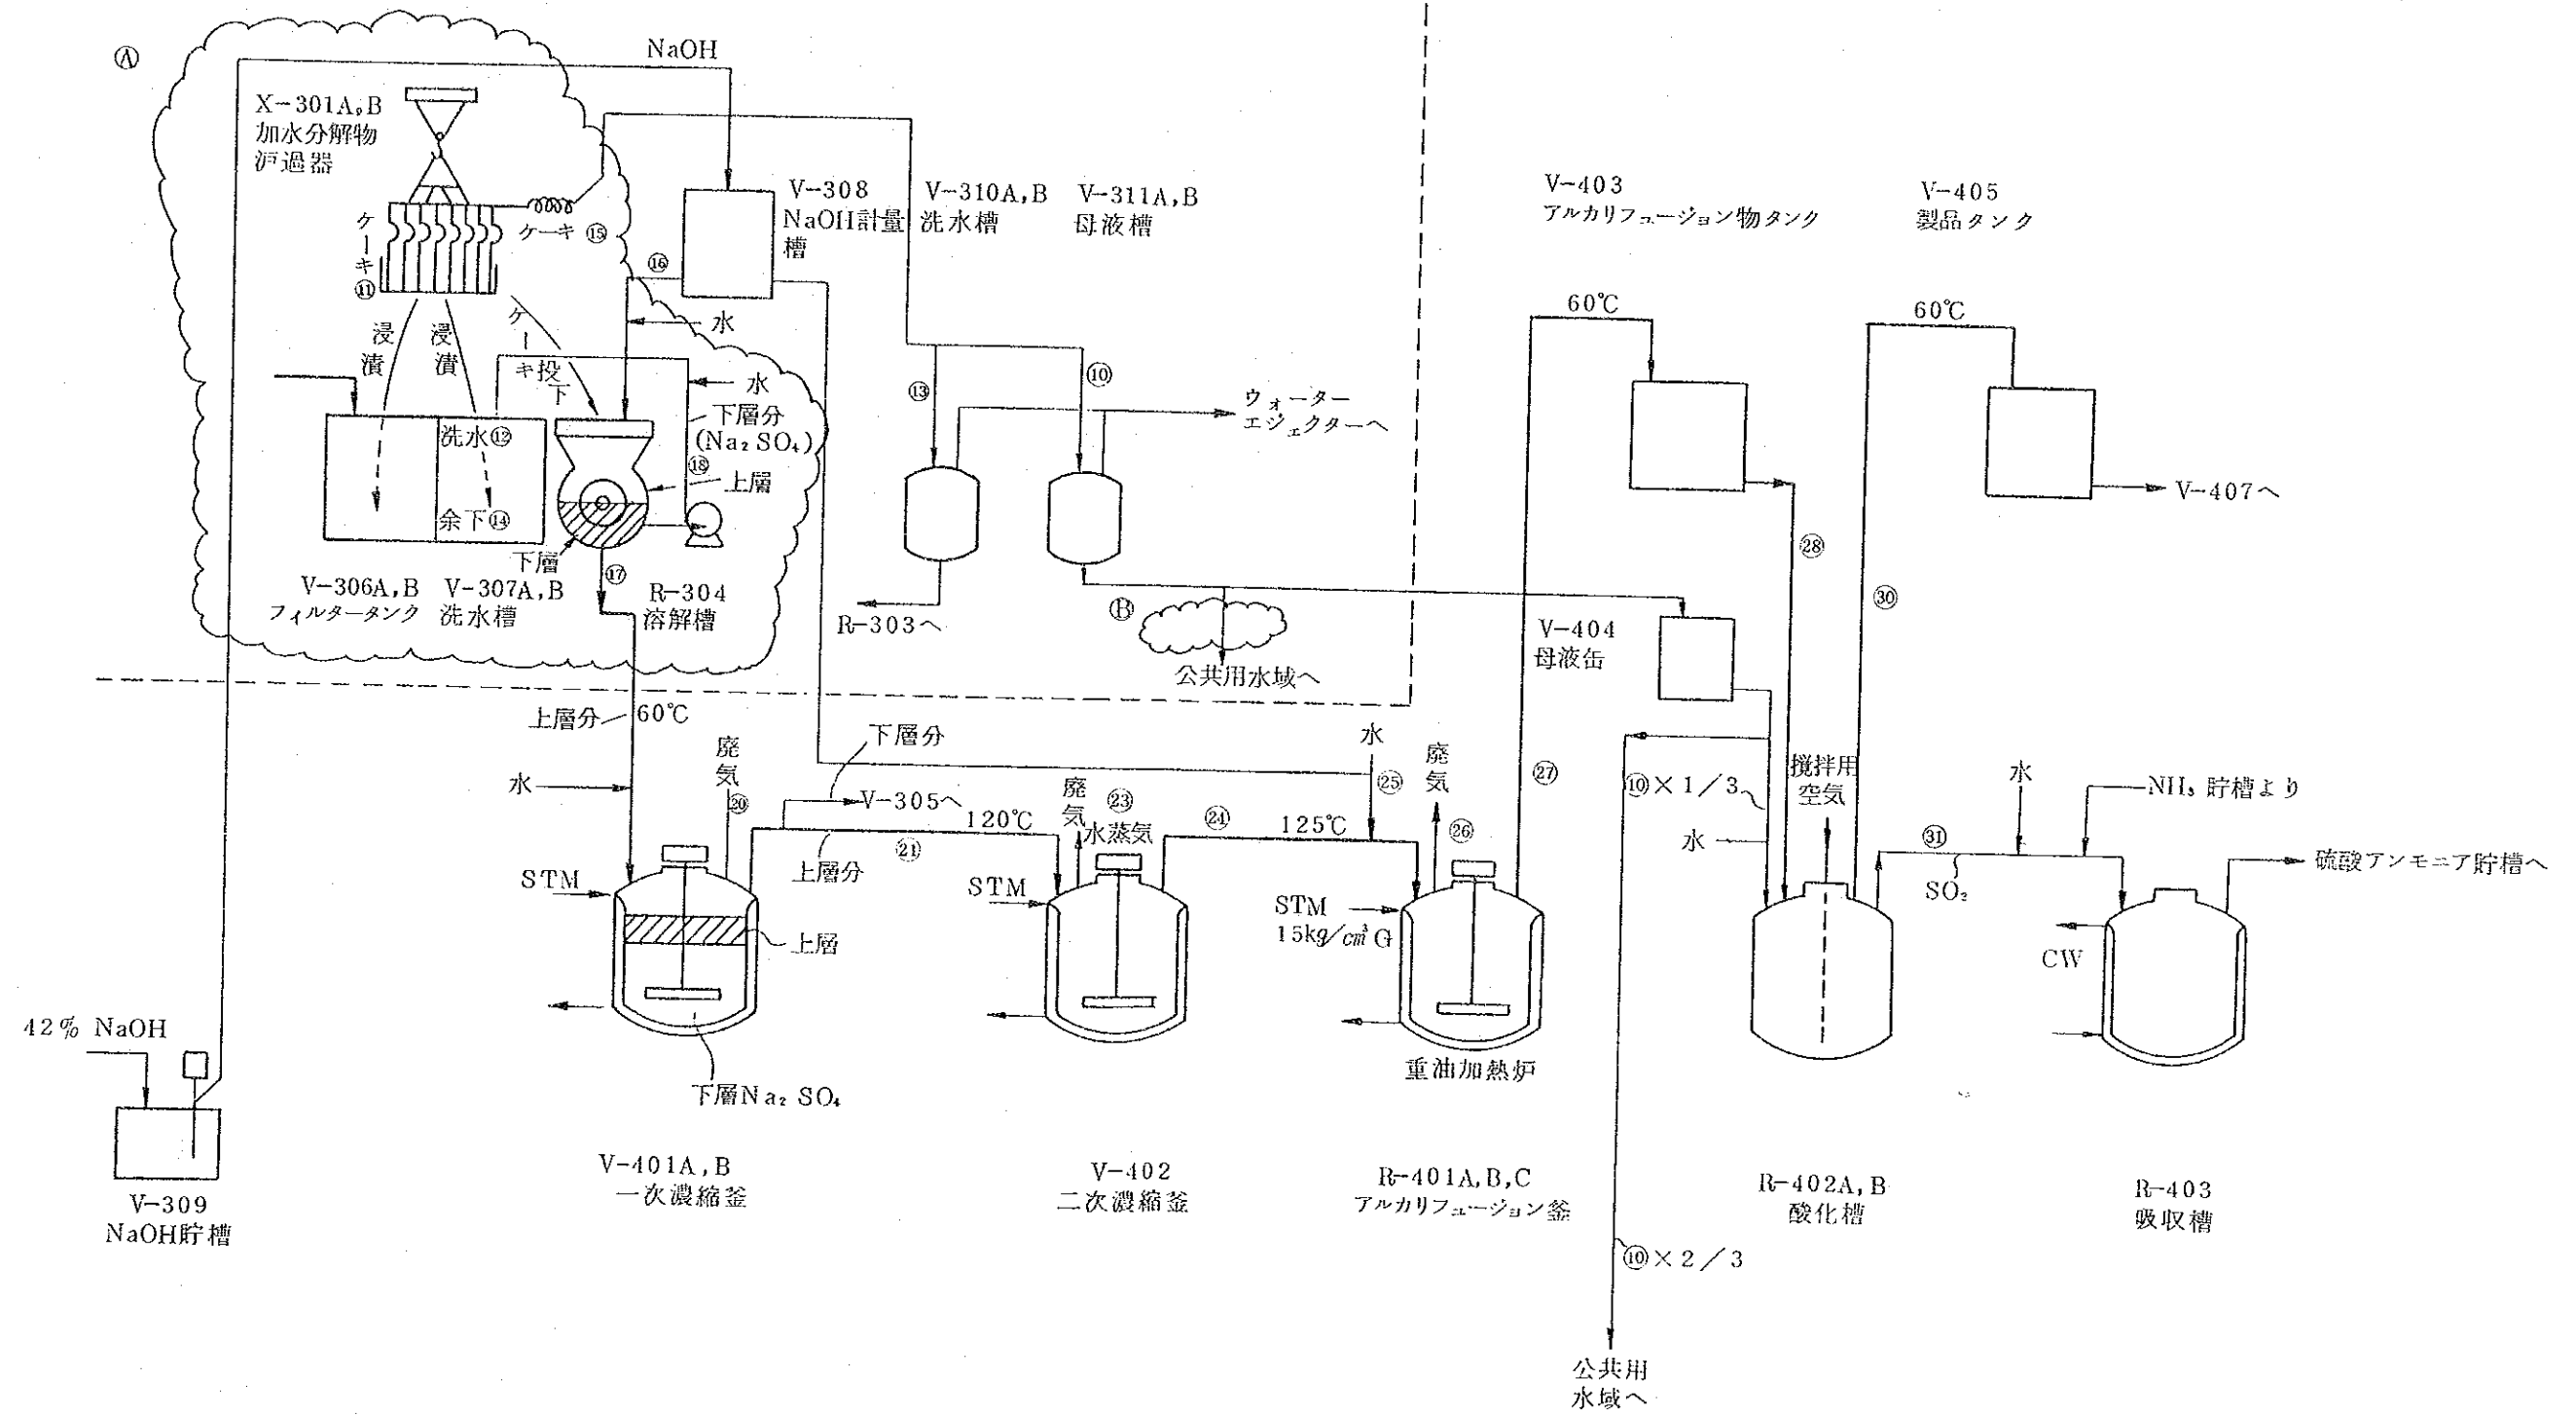 Ⓐ
NaOH
X-301A,B
加水分解物
沪過器
ケーキ⑪
ケーキ ⑮
浸漬
浸漬
ケーキ投下
V-308
NaOH計量
槽
V-310A,B
洗水槽
V-311A,B
母液槽
⑯
水
水
下層分
(Na₂SO₄)
⑱
上層
洗水⑫
余下⑭
下層
⑰
V-306A,B
フィルタータンク
V-307A,B
洗水槽
R-304
溶解槽
⑬
⑩
ウォーター
エジェクターへ
R-303へ
Ⓑ
公共用水域へ
V-403
アルカリフュージョン物タンク
V-405
製品タンク
60℃
60℃
V-407へ
㉘
㉚
V-404
母液缶
上層分
60℃
水
廃気
⑳
下層分
V-305へ
120℃
上層分
㉑
廃気
㉓
水蒸気
㉔
125℃
水
㉕
廃気
㉖
㉗
⑩×1/3
水
撹拌用
空気
㉛
SO₂
水
NH₃貯槽より
硫酸アンモニア貯槽へ
STM
上層
下層Na₂SO₄
STM
STM
15kg/cm³G
重油加熱炉
CW
42% NaOH
V-309
NaOH貯槽
V-401A,B
一次濃縮釜
V-402
二次濃縮釜
R-401A,B,C
アルカリフュージョン釜
R-402A,B
酸化槽
R-403
吸収槽
⑩×2/3
公共用
水域へ